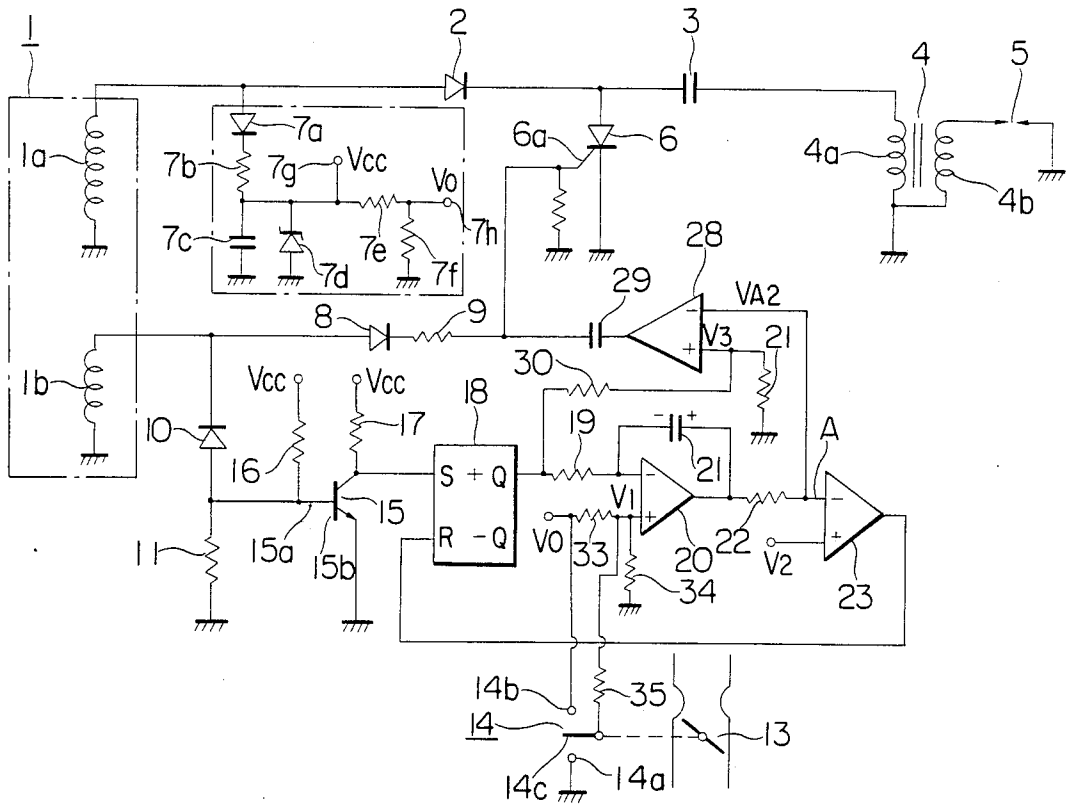 1
2
3
4
5
1a
7a
7b
7g
Vcc
6a
6
4a
4b
Vo
7c
7d
7e
7f
7h
28
29
VA2
8
9
V3
21
1b
30
Vcc
Vcc
18
10
17
19
- +
21
A
16
S + Q
V1
15
11
15a
15b
R - Q
Vo
33
20
22
V2
34
23
14b
35
14
13
14c
14a
- +
- +
- +